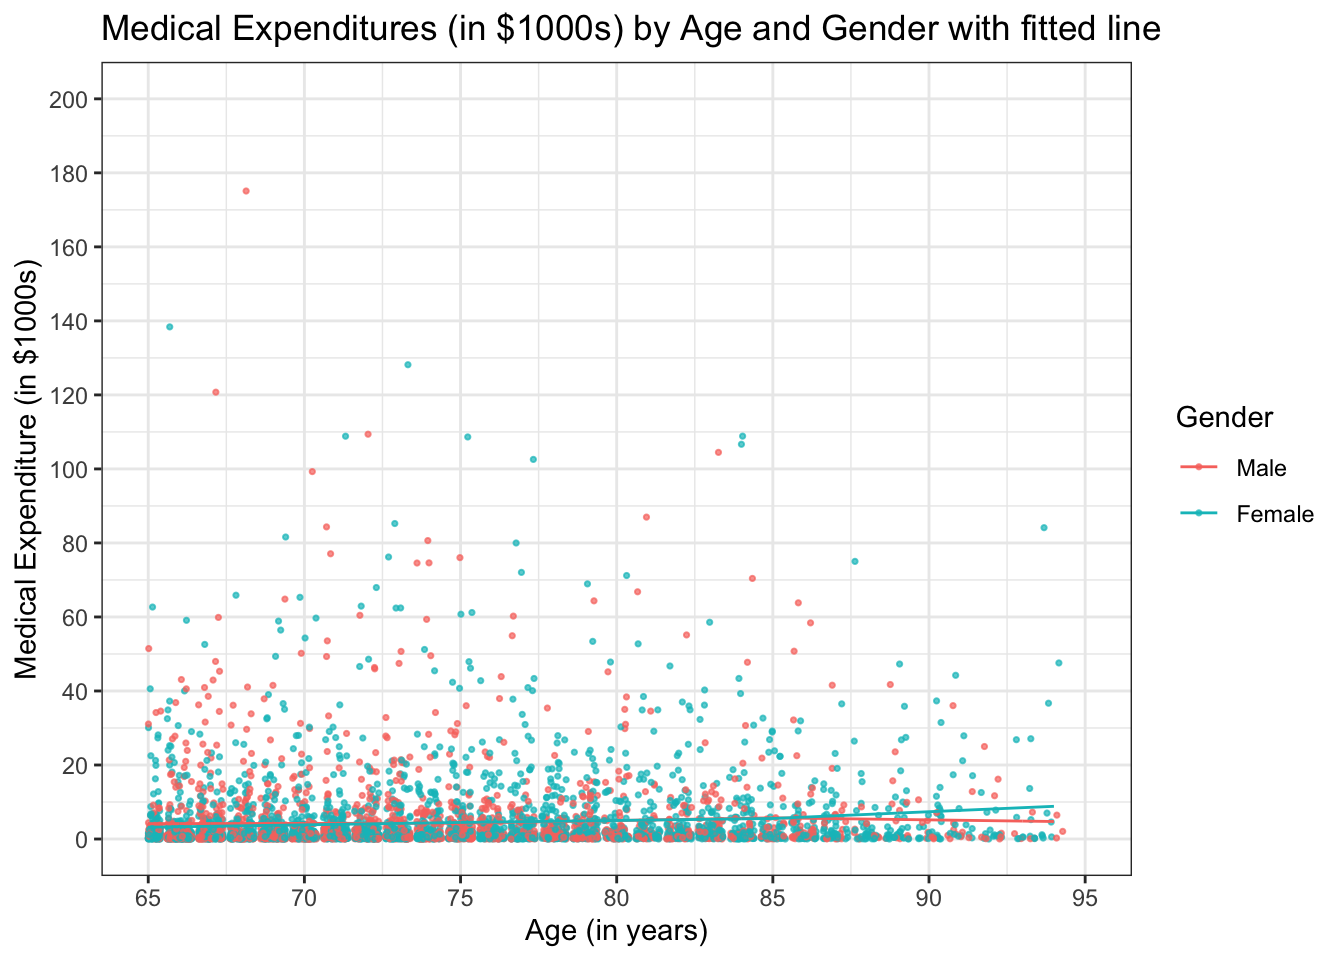 Medical Expenditures (in $1000s) by Age and Gender with fitted line
Medical Expenditure (in $1000s)
200
180
160
140
120
100
80
60
40
20
0
65 70 75 80 85 90 95
Age (in years)
Gender
Male
Female